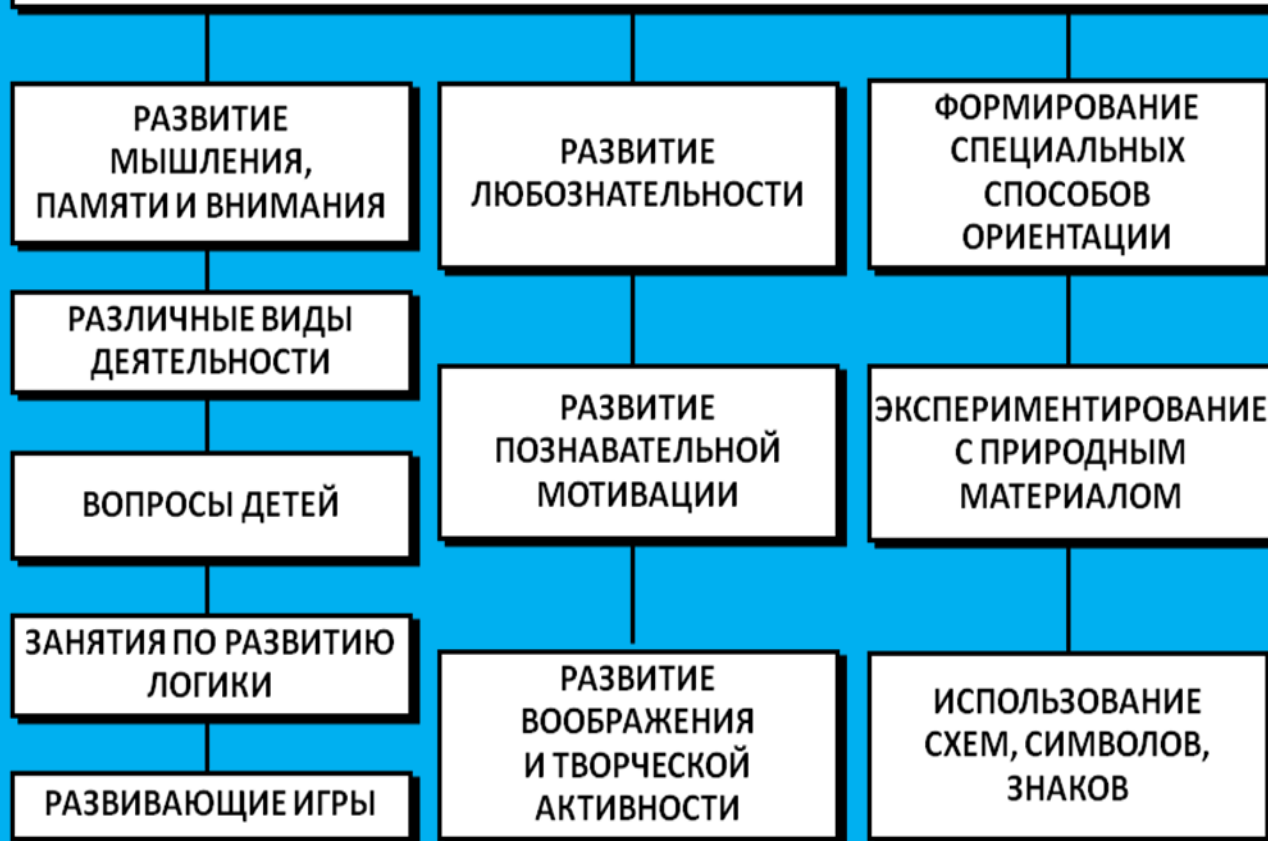 РАЗВИТИЕ
МЫШЛЕНИЯ,
ПАМЯТИ И ВНИМАНИЯ
РАЗЛИЧНЫЕ ВИДЫ
ДЕЯТЕЛЬНОСТИ
ВОПРОСЫ ДЕТЕЙ
ЗАНЯТИЯ ПО РАЗВИТИЮ
ЛОГИКИ
РАЗВИВАЮЩИЕ ИГРЫ
РАЗВИТИЕ
ЛЮБОЗНАТЕЛЬНОСТИ
РАЗВИТИЕ
ПОЗНАВАТЕЛЬНОЙ
МОТИВАЦИИ
РАЗВИТИЕ
ВООБРАЖЕНИЯ
И ТВОРЧЕСКОЙ
АКТИВНОСТИ
ФОРМИРОВАНИЕ
СПЕЦИАЛЬНЫХ
СПОСОБОВ
ОРИЕНТАЦИИ
ЭКСПЕРИМЕНТИРОВАНИЕ
С ПРИРОДНЫМ
МАТЕРИАЛОМ
ИСПОЛЬЗОВАНИЕ
СХЕМ, СИМВОЛОВ,
ЗНАКОВ